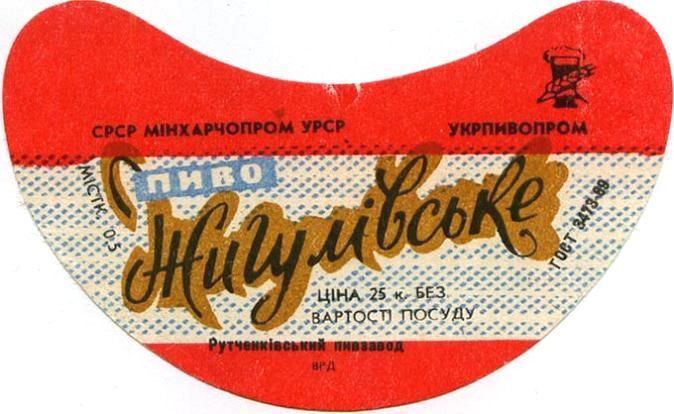 СРСР МІНХАРЧОПРОМ УРСР
УКРПИВОПРОМ
ПИВО
МІСТК. 0,5
Жигулівське
ГОСТ 3473-69
ЦІНА 25 к. БЕЗ
ВАРТОСТІ ПОСУДУ
Рутченківський пивзавод
ВРД